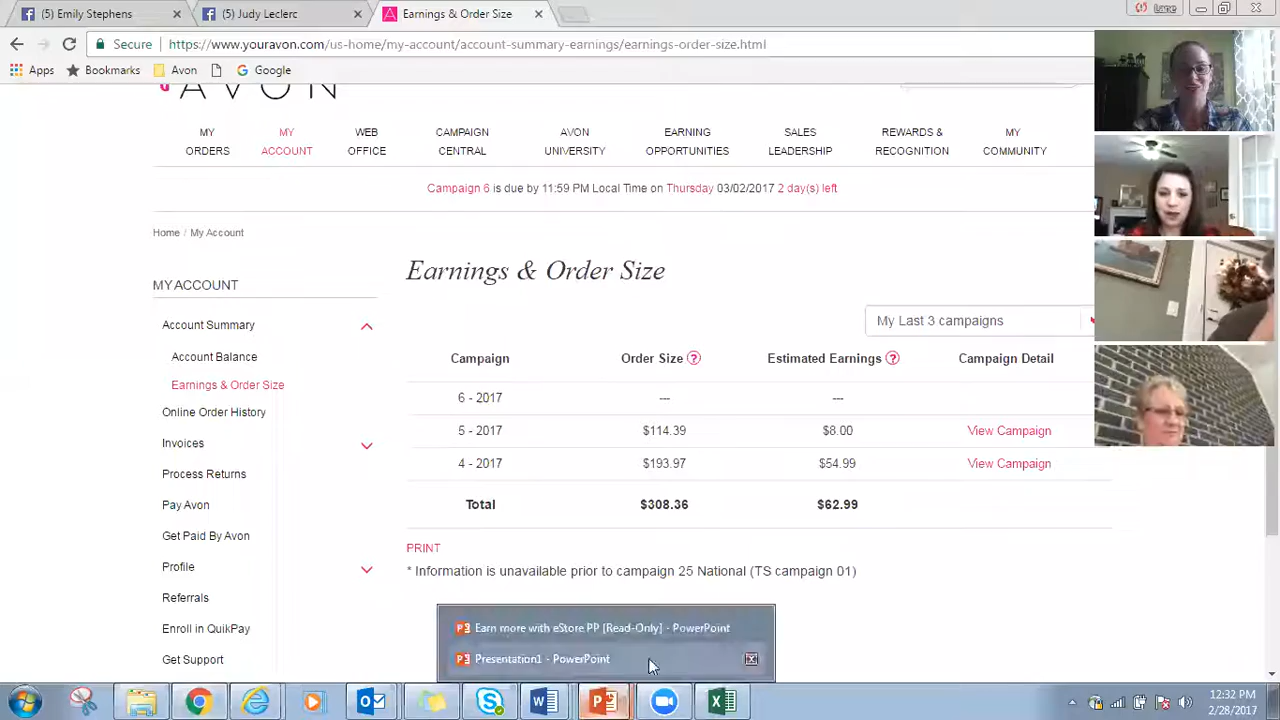 (5) Emily Stephens
(5) Judy Leclerc
Earnings & Order Size
Lane
Secure
https://www.youravon.com/us-home/my-account/account-summary-earnings/earnings-order-size.html
Apps
Bookmarks
Avon
Google
AVON
MY ORDERS
MY ACCOUNT
WEB OFFICE
CAMPAIGN CENTRAL
AVON UNIVERSITY
EARNING OPPORTUNITIES
SALES LEADERSHIP
REWARDS & RECOGNITION
MY COMMUNITY
Campaign 6 is due by 11:59 PM Local Time on Thursday 03/02/2017 2 day(s) left
Home / My Account
MY ACCOUNT
Account Summary
Account Balance
Earnings & Order Size
Online Order History
Invoices
Process Returns
Pay Avon
Get Paid By Avon
Profile
Referrals
Enroll in QuikPay
Get Support
Earnings & Order Size
My Last 3 campaigns
Campaign Order Size ? Estimated Earnings ? Campaign Detail
6 - 2017 --- ---
5 - 2017 $114.39 $8.00 View Campaign
4 - 2017 $193.97 $54.99 View Campaign
Total $308.36 $62.99
PRINT
* Information is unavailable prior to campaign 25 National (TS campaign 01)
Earn more with eStore.PP [Read-Only] - PowerPoint
Presentation1 - PowerPoint
12:32 PM
2/28/2017